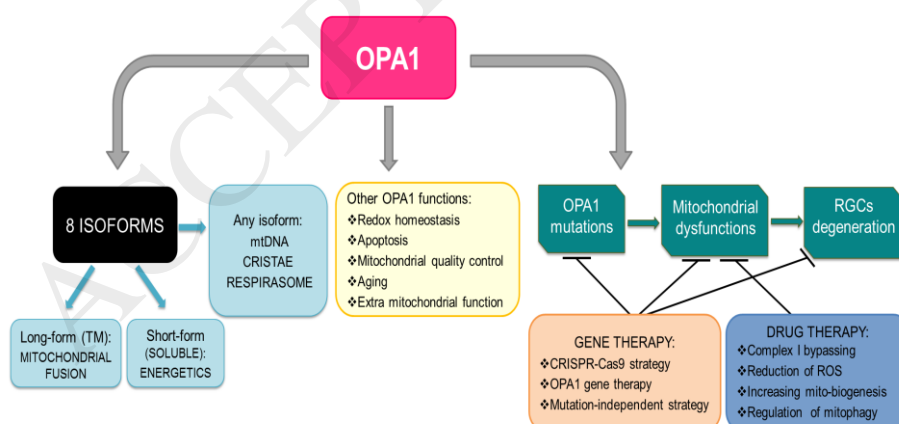 OPA1
8 ISOFORMS
Any isoform:
mtDNA
CRISTAE
RESPIRASOME
Long-form (TM):
MITOCHONDRIAL
FUSION
Short-form
(SOLUBLE):
ENERGETICS
Other OPA1 functions:
❖Redox homeostasis
❖Apoptosis
❖Mitochondrial quality control
❖Aging
❖Extra mitochondrial function
OPA1
mutations
Mitochondrial
dysfunctions
RGCs
degeneration
GENE THERAPY:
❖CRISPR-Cas9 strategy
❖OPA1 gene therapy
❖Mutation-independent strategy
DRUG THERAPY:
❖Complex I bypassing
❖Reduction of ROS
❖Increasing mito-biogenesis
❖Regulation of mitophagy
ACCEP